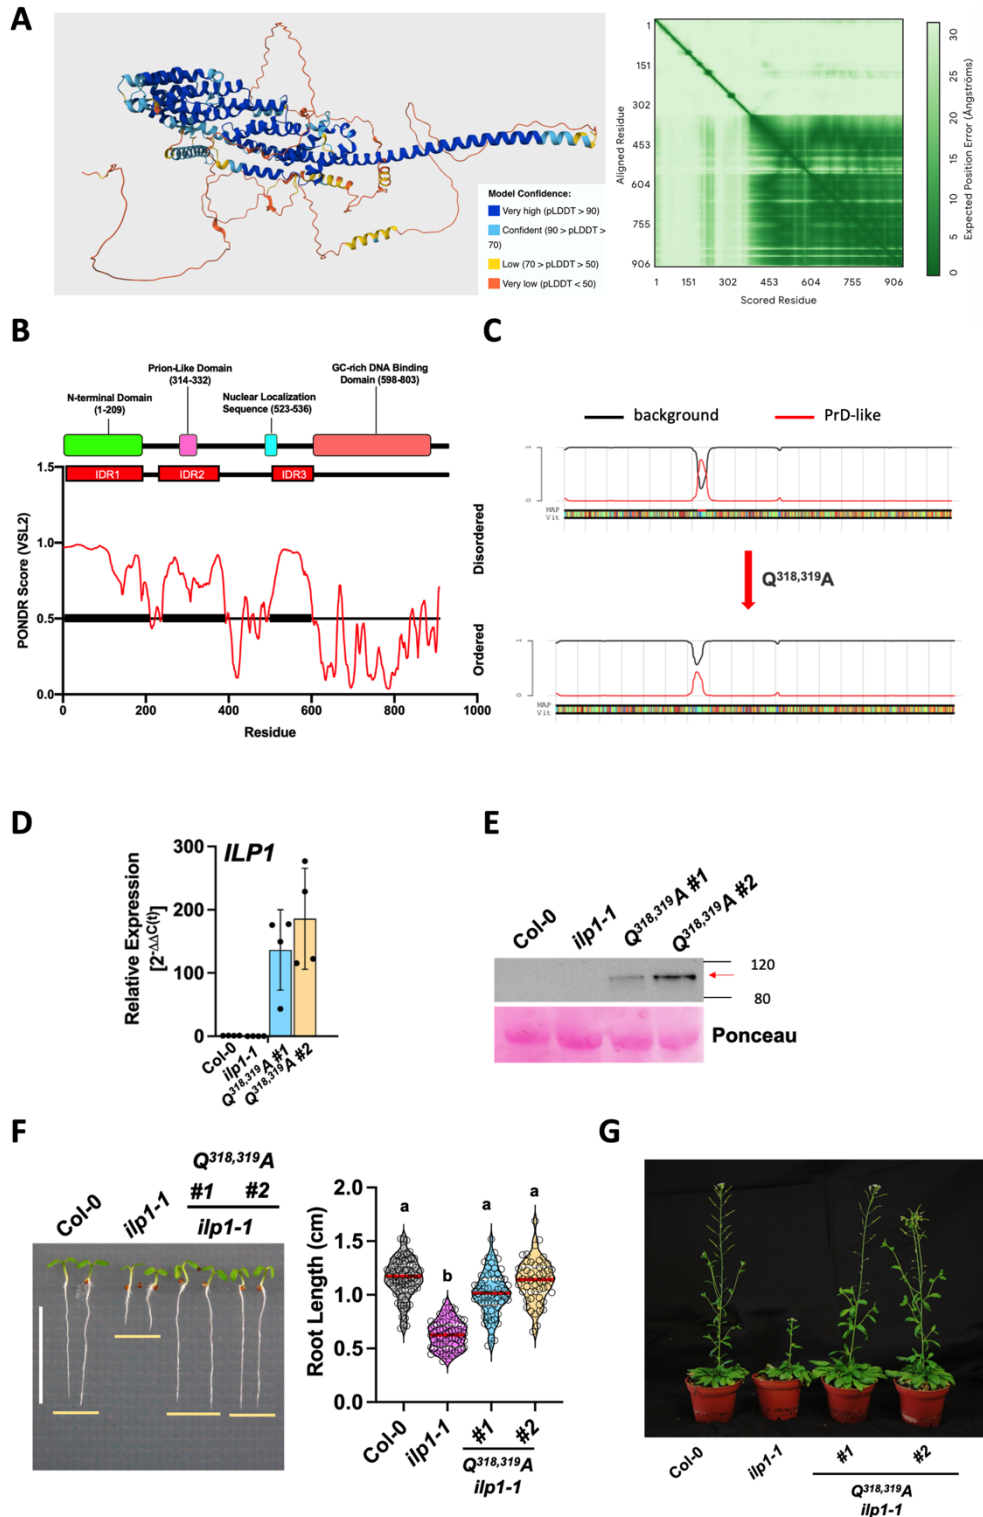 A
Model Confidence:
Very high (pLDDT > 90)
Confident (90 > pLDDT >
70)
Low (70 > pLDDT > 50)
Very low (pLDDT < 50)
Aligned Residue
1
151
302
453
604
755
906
1 151 302 453 604 755 906
Scored Residue
30
25
20
15
10
5
0
Expected Position Error (Ångströms)
B
Prion-Like Domain
(314-332)
GC-rich DNA Binding
Domain (598-803)
N-terminal Domain
(1-209)
Nuclear Localization
Sequence (523-536)
IDR1 IDR2 IDR3
PONDR Score (VSL2)
1.5
1.0
0.5
0.0
0 200 400 600 800 1000
Residue
Disordered
Ordered
C
background PrD-like
1
0
MAP
Vit
Q318,319A
1
0
MAP
Vit
D
ILP1
Relative Expression
[2-ΔΔC(t)]
300
200
100
0
Col-0
ilp1-1
Q318,319A #1
Q318,319A #2
E
Col-0
ilp1-1
Q318,319A #1
Q318,319A #2
120
80
Ponceau
F
Q318,319A
Col-0 ilp1-1 #1 #2
ilp1-1
Root Length (cm)
2.0
1.5
1.0
0.5
0.0
a b a a
Col-0
ilp1-1
#1
#2
Q318,319A
ilp1-1
G
Col-0
ilp1-1
#1
#2
Q318,319A
ilp1-1